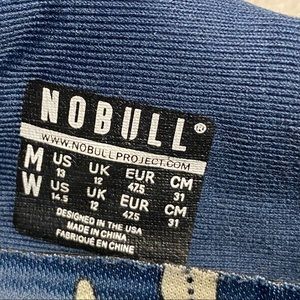 NOBULL®
WWW.NOBULLPROJECT.COM
M US 13 UK 12 EUR 47.5 CM 31
W US 14.5 UK 12 EUR 47.5 CM 31
DESIGNED IN THE USA
MADE IN CHINA
FABRIQUÉ EN CHINE